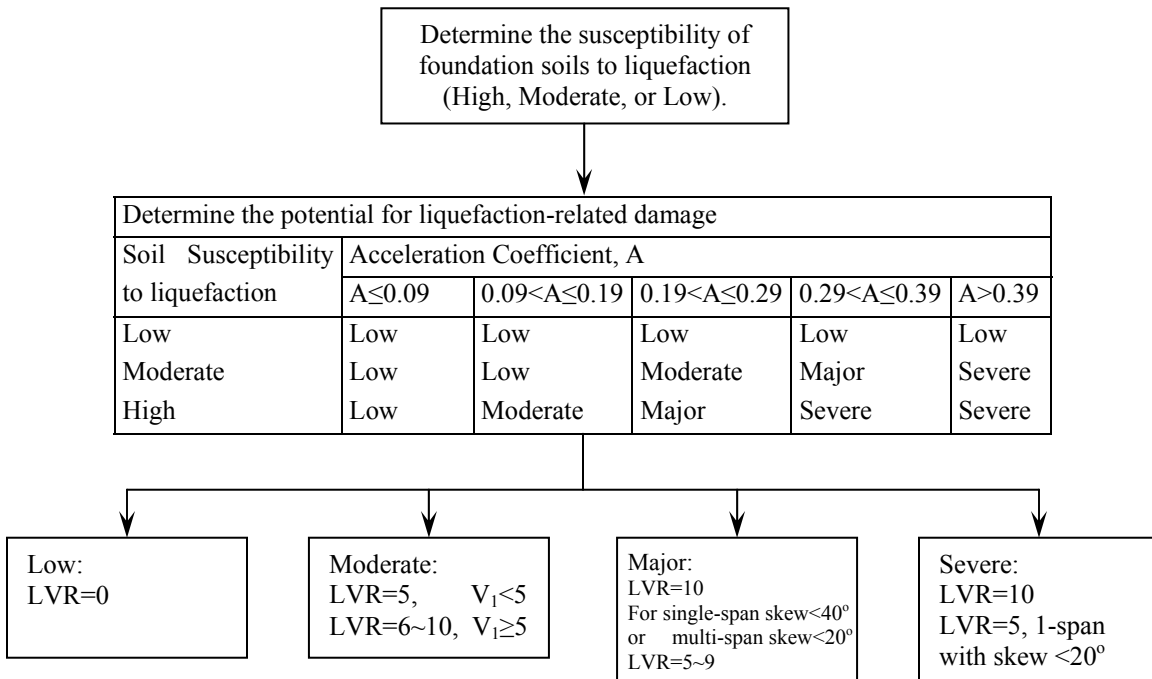 Determine the susceptibility of
foundation soils to liquefaction
(High, Moderate, or Low).
Determine the potential for liquefaction-related damage
Soil Susceptibility
to liquefaction
Acceleration Coefficient, A
A≤0.09 0.09<A≤0.19 0.19<A≤0.29 0.29<A≤0.39 A>0.39
Low Low Low Low Low Low
Moderate Low Low Moderate Major Severe
High Low Moderate Major Severe Severe
Low:
LVR=0
Moderate:
LVR=5, V₁<5
LVR=6~10, V₁≥5
Major:
LVR=10
For single-span skew<40°
or multi-span skew<20°
LVR=5~9
Severe:
LVR=10
LVR=5, 1-span
with skew <20°